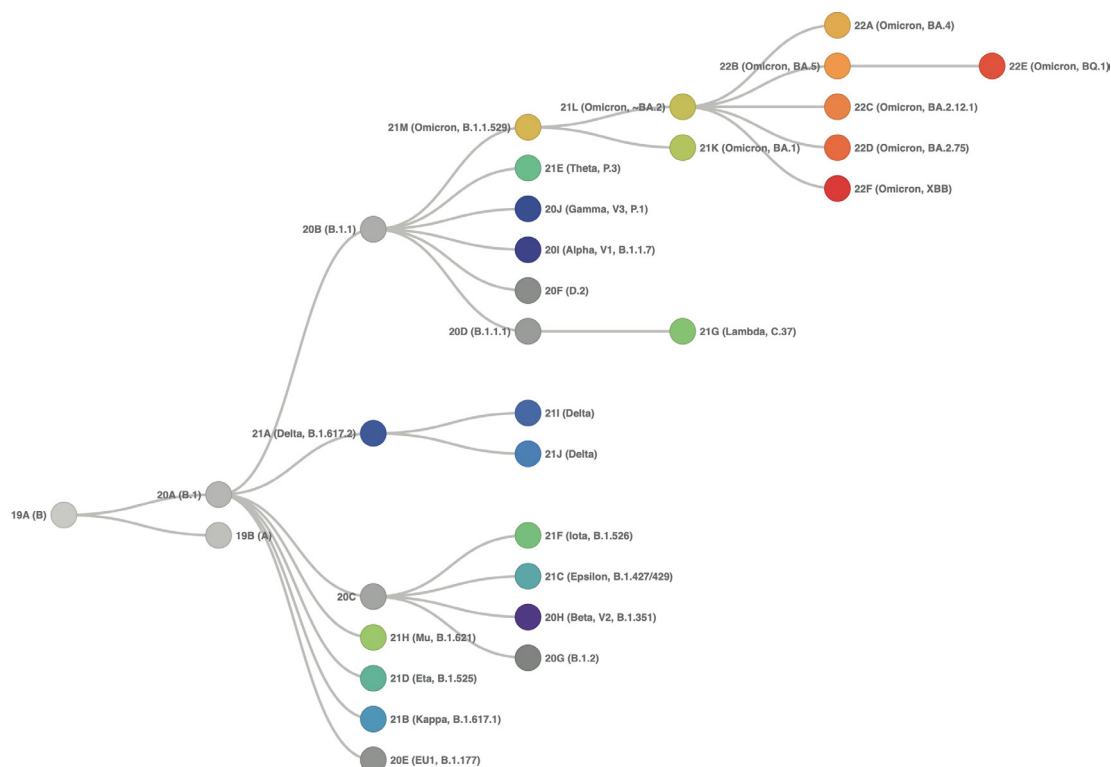 22A (Omicron, BA.4)
22B (Omicron, BA.5)
22E (Omicron, BQ.1)
21L (Omicron, ~BA.2)
22C (Omicron, BA.2.12.1)
21M (Omicron, B.1.1.529)
21K (Omicron, BA.1)
22D (Omicron, BA.2.75)
21E (Theta, P.3)
22F (Omicron, XBB)
20J (Gamma, V3, P.1)
20B (B.1.1)
20I (Alpha, V1, B.1.1.7)
20F (D.2)
20D (B.1.1.1)
21G (Lambda, C.37)
21I (Delta)
21A (Delta, B.1.617.2)
21J (Delta)
20A (B.1)
19A (B)
19B (A)
21F (Iota, B.1.526)
21C (Epsilon, B.1.427/429)
20C
20H (Beta, V2, B.1.351)
21H (Mu, B.1.621)
20G (B.1.2)
21D (Eta, B.1.525)
21B (Kappa, B.1.617.1)
20E (EU1, B.1.177)